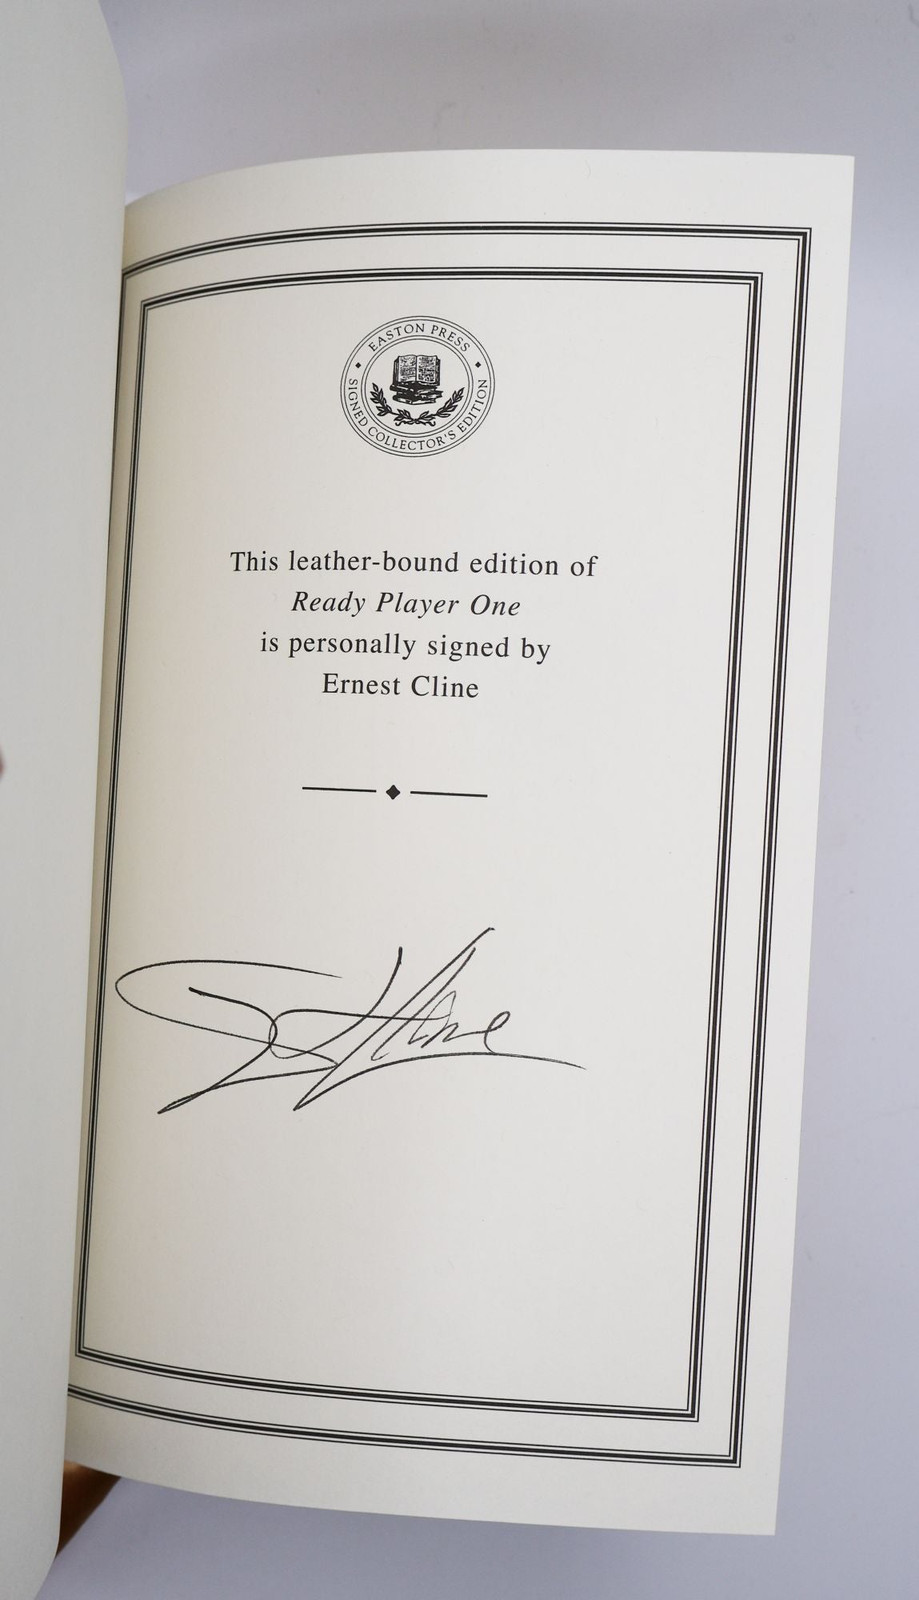 EASTON PRESS
SIGNED COLLECTOR'S EDITION
This leather-bound edition of
Ready Player One
is personally signed by
Ernest Cline